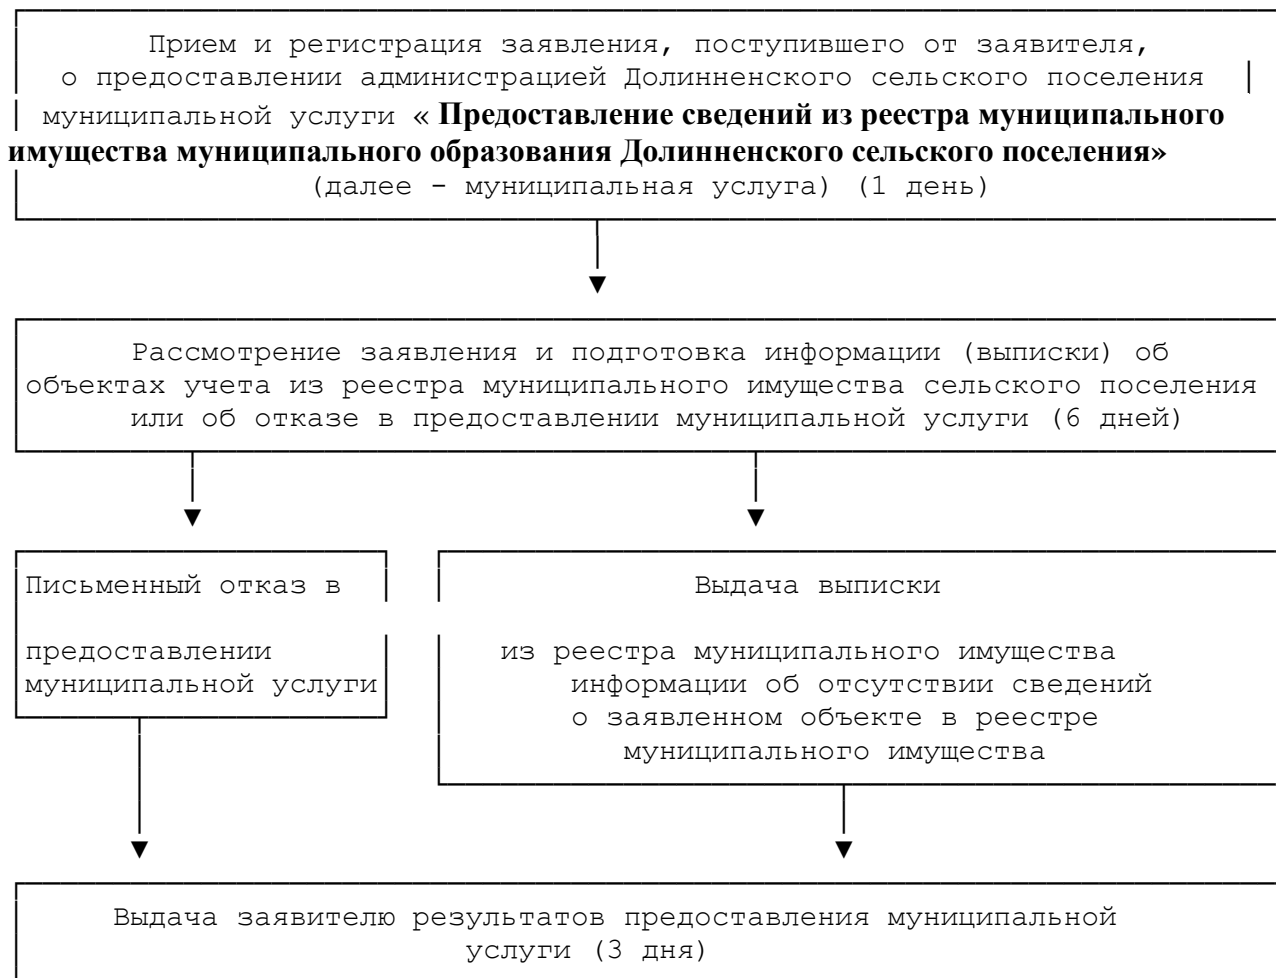 Прием и регистрация заявления, поступившего от заявителя,
о предоставлении администрацией Долинненского сельского поселения
муниципальной услуги « Предоставление сведений из реестра муниципального
имущества муниципального образования Долинненского сельского поселения»
(далее - муниципальная услуга) (1 день)
Рассмотрение заявления и подготовка информации (выписки) об
объектах учета из реестра муниципального имущества сельского поселения
или об отказе в предоставлении муниципальной услуги (6 дней)
Письменный отказ в
предоставлении
муниципальной услуги
Выдача выписки
из реестра муниципального имущества
информации об отсутствии сведений
о заявленном объекте в реестре
муниципального имущества
Выдача заявителю результатов предоставления муниципальной
услуги (3 дня)